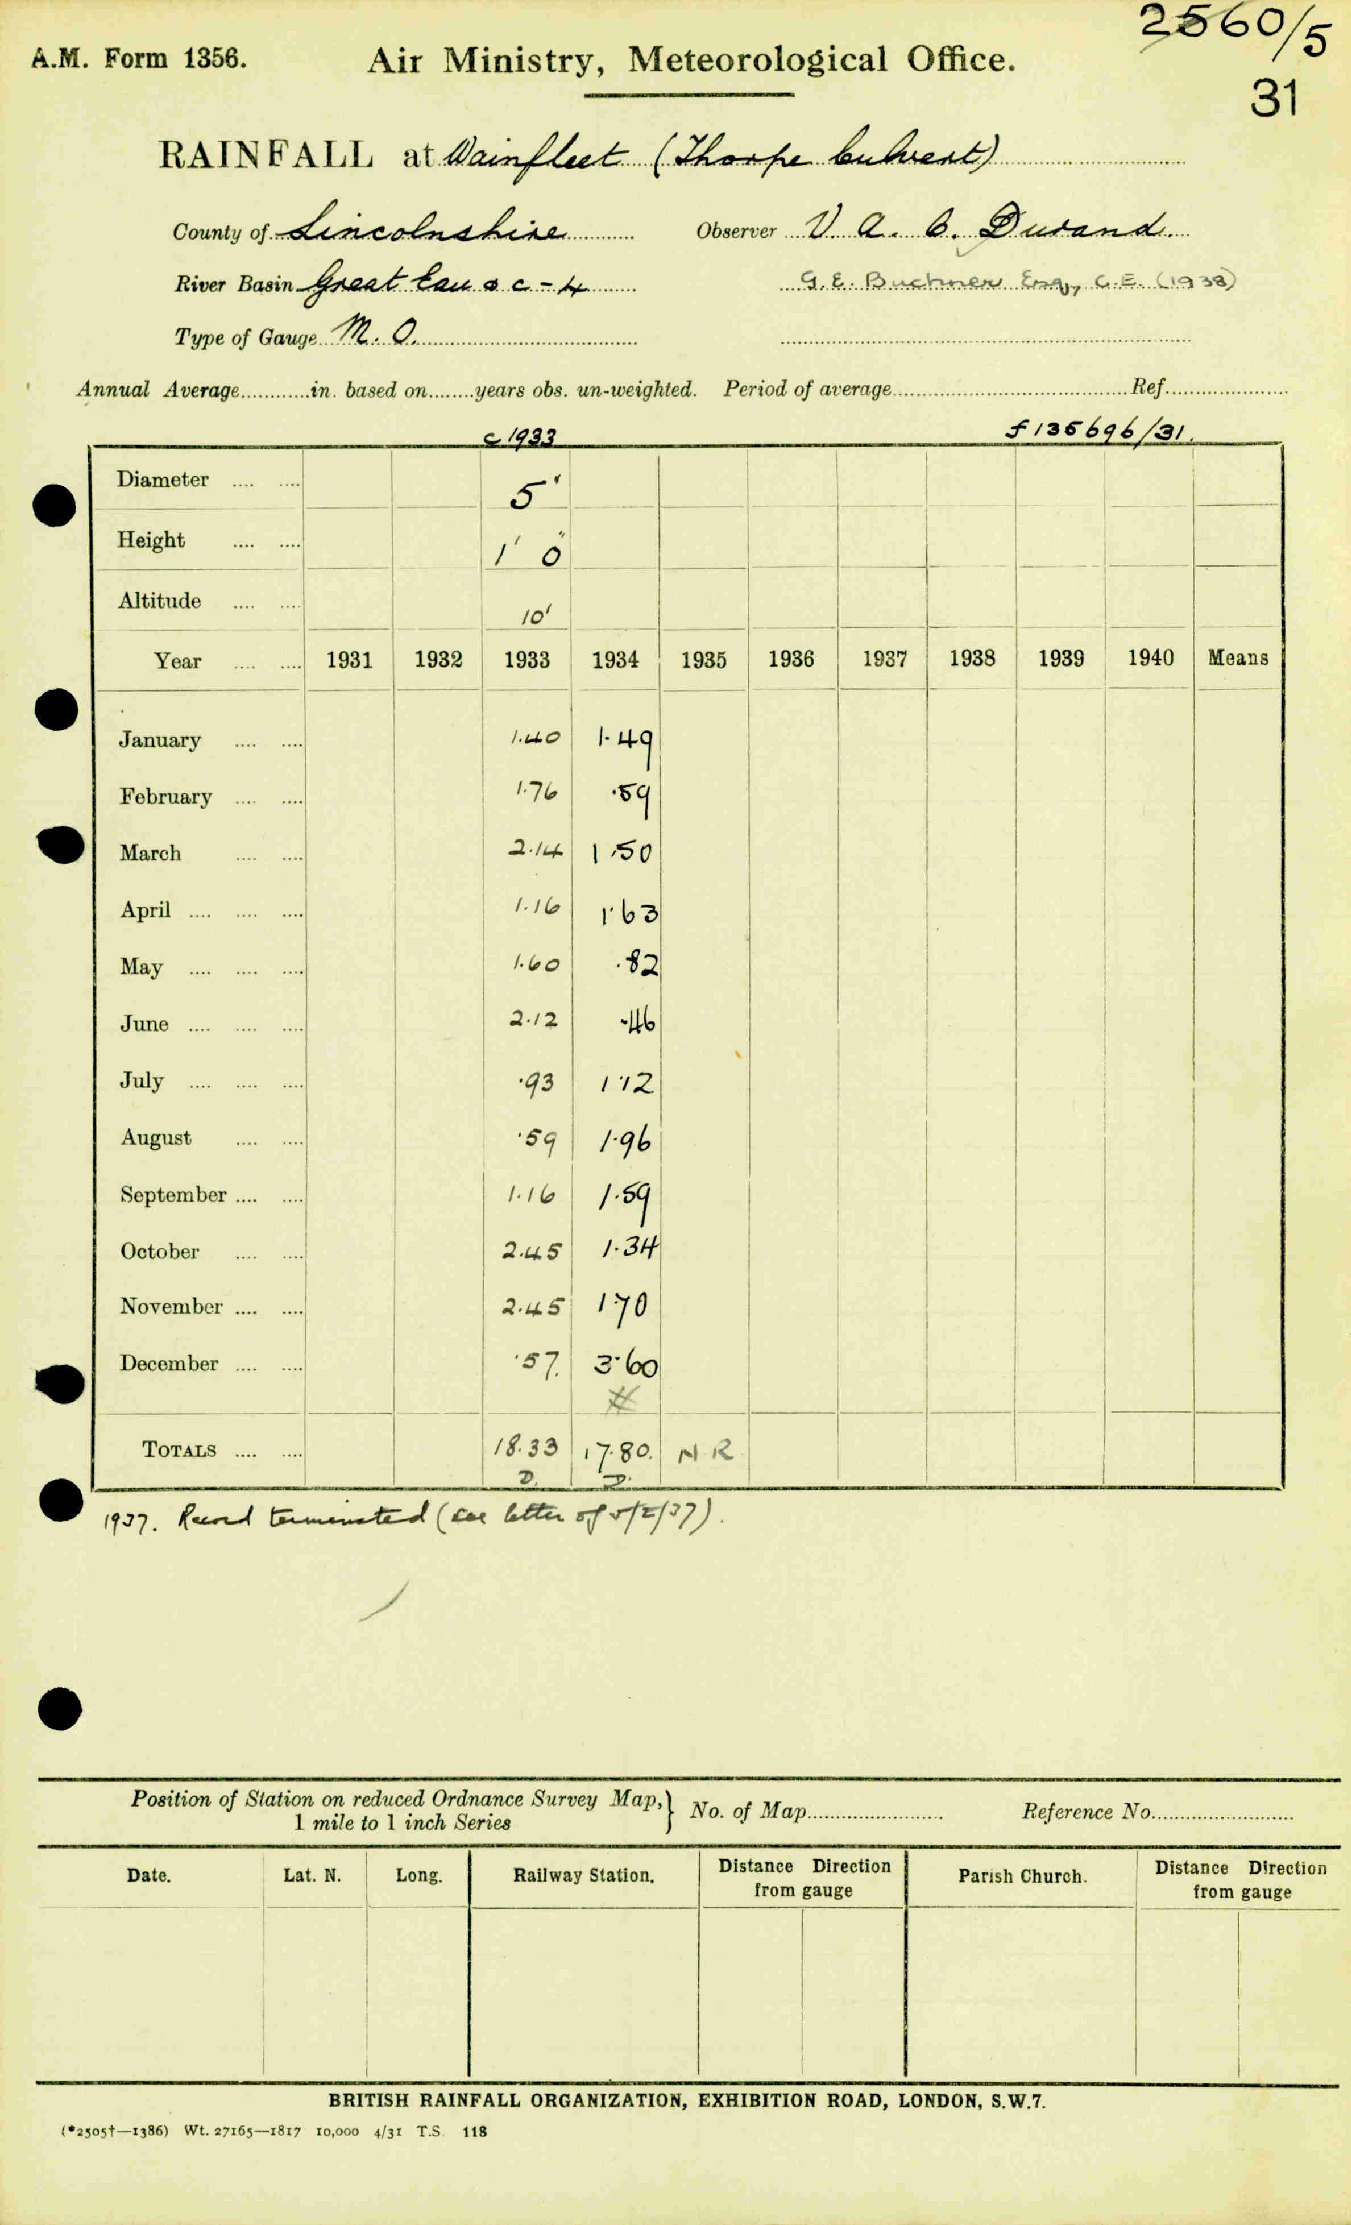 2560/5
A.M. Form 1356. Air Ministry, Meteorological Office.
31
RAINFALL at Wainfleet (Thorpe Culvert)
County of Lincolnshire Observer V. A. C. Durand.
River Basin Great Eau & c - 4 G. E. Buchner Esq, C.E. (1938)
Type of Gauge M. O.
Annual Average............in. based on........years obs. un-weighted. Period of average............Ref............
c 1933 f 135696/31.
Diameter .... .... 5"
Height .... .... 1' 0"
Altitude .... .... 10'
Year .... .... 1931 1932 1933 1934 1935 1936 1937 1938 1939 1940 Means
January .... .... 1.40 1.49
February .... .... 1.76 .59
March .... .... 2.14 1.50
April .... .... .... 1.16 1.63
May .... .... .... 1.60 .82
June .... .... .... 2.12 .46
July .... .... .... .93 1.12
August .... .... .59 1.96
September .... .... 1.16 1.59
October .... .... 2.45 1.34
November .... .... 2.45 1.70
December .... .... .57 3.60
TOTALS .... .... 18.33 17.80. N R
D. D.
1937. Record terminated (see letter of 5/2/37).
Position of Station on reduced Ordnance Survey Map, } No. of Map............ Reference No............
1 mile to 1 inch Series
Date. Lat. N. Long. Railway Station. Distance Direction from gauge Parish Church. Distance Direction from gauge
BRITISH RAINFALL ORGANIZATION, EXHIBITION ROAD, LONDON, S.W.7.
(*2505†—1386) Wt. 27165—1817 10,000 4/31 T.S. 118